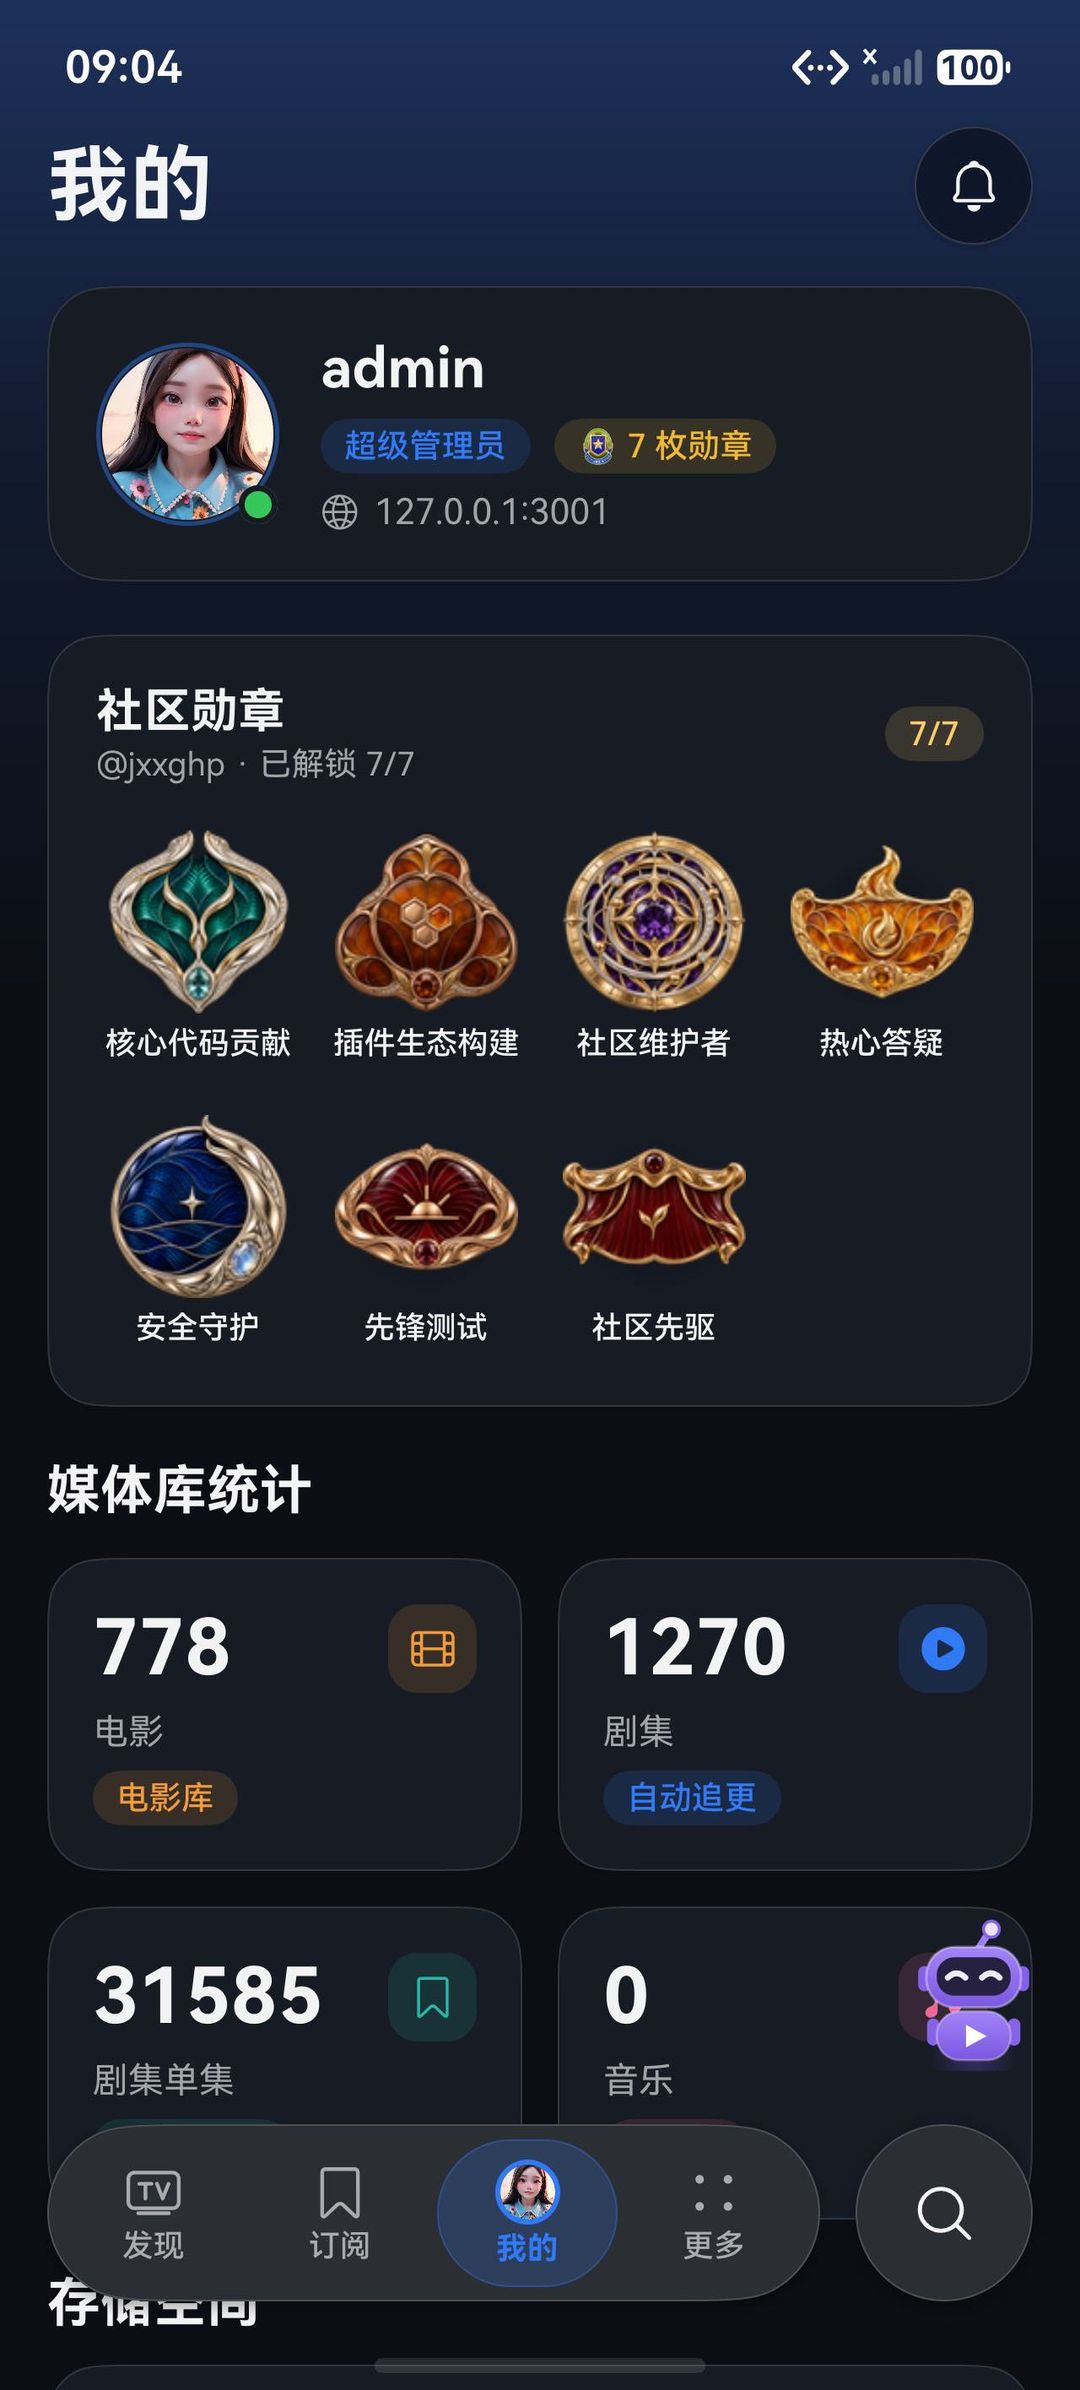 09:04
100
我的
admin
超级管理员
7 枚勋章
127.0.0.1:3001
社区勋章
7/7
@jxxghp · 已解锁 7/7
核心代码贡献
插件生态构建
社区维护者
热心答疑
安全守护
先锋测试
社区先驱
媒体库统计
778
1270
电影
剧集
电影库
自动追更
31585
0
剧集单集
音乐
TV
发现
订阅
我的
更多
存储空间